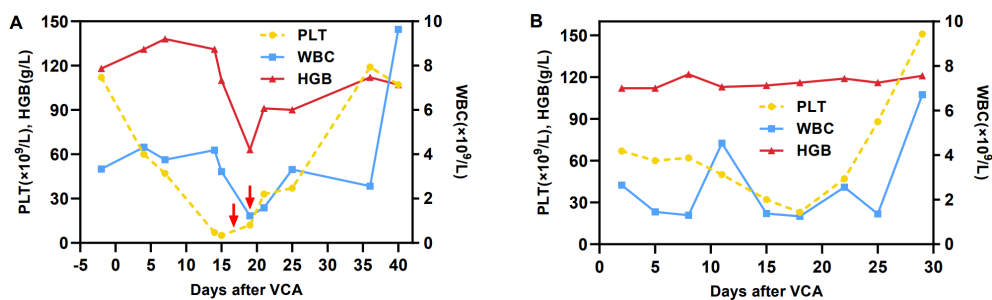 A
PLT(×10⁹/L), HGB(g/L)
150
120
90
60
30
0
PLT
WBC
HGB
10
8
6
4
2
0
WBC(×10⁹/L)
-5 0 5 10 15 20 25 30 35 40
Days after VCA
B
PLT(×10⁹/L), HGB(g/L)
160
120
90
60
30
0
PLT
WBC
HGB
10
8
6
4
2
0
WBC(×10⁹/L)
0 5 10 15 20 25 30
Days after VCA